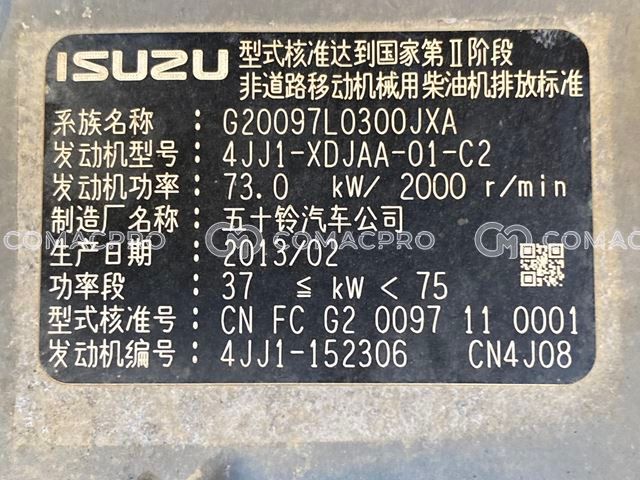 ISUZU 型式核准达到国家第Ⅱ阶段
非道路移动机械用柴油机排放标准
系族名称 : G20097L0300JXA
发动机型号 : 4JJ1-XDJAA-01-C2
发动机功率 : 73.0 kW/ 2000 r/min
制造厂名称 : 五十铃汽车公司
COMACPRO CM COMACPRO CM COMACPRO
生产日期 : 2013/02
功率段 : 37 ≦ kW < 75
型式核准号 : CN FC G2 0097 11 0001
发动机编号 : 4JJ1-152306 CN4J08